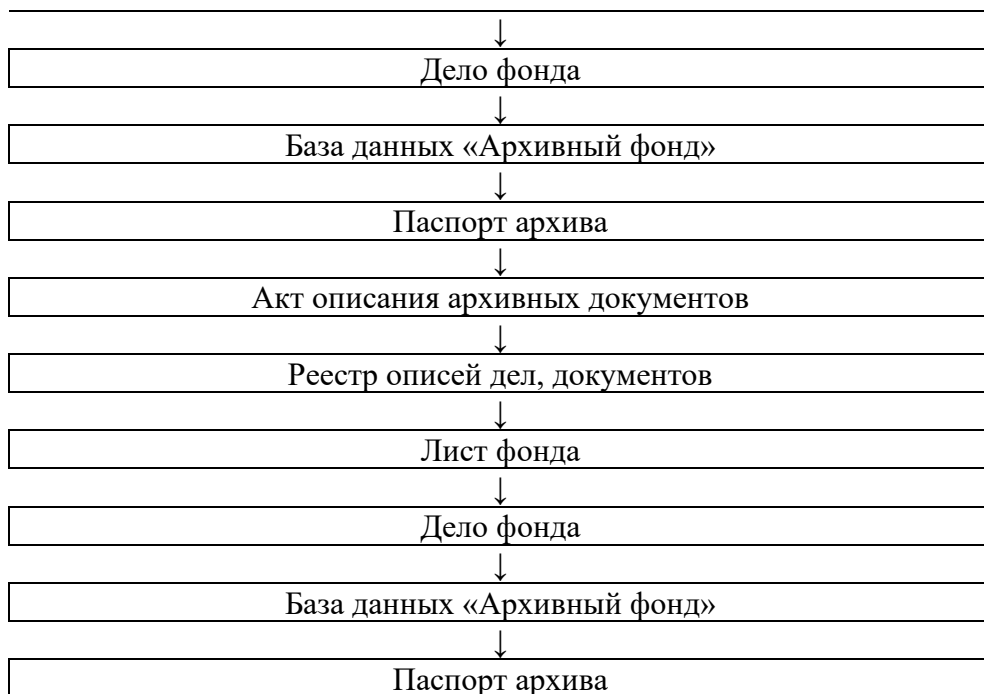 ↓
Дело фонда
↓
База данных «Архивный фонд»
↓
Паспорт архива
↓
Акт описания архивных документов
↓
Реестр описей дел, документов
↓
Лист фонда
↓
Дело фонда
↓
База данных «Архивный фонд»
↓
Паспорт архива